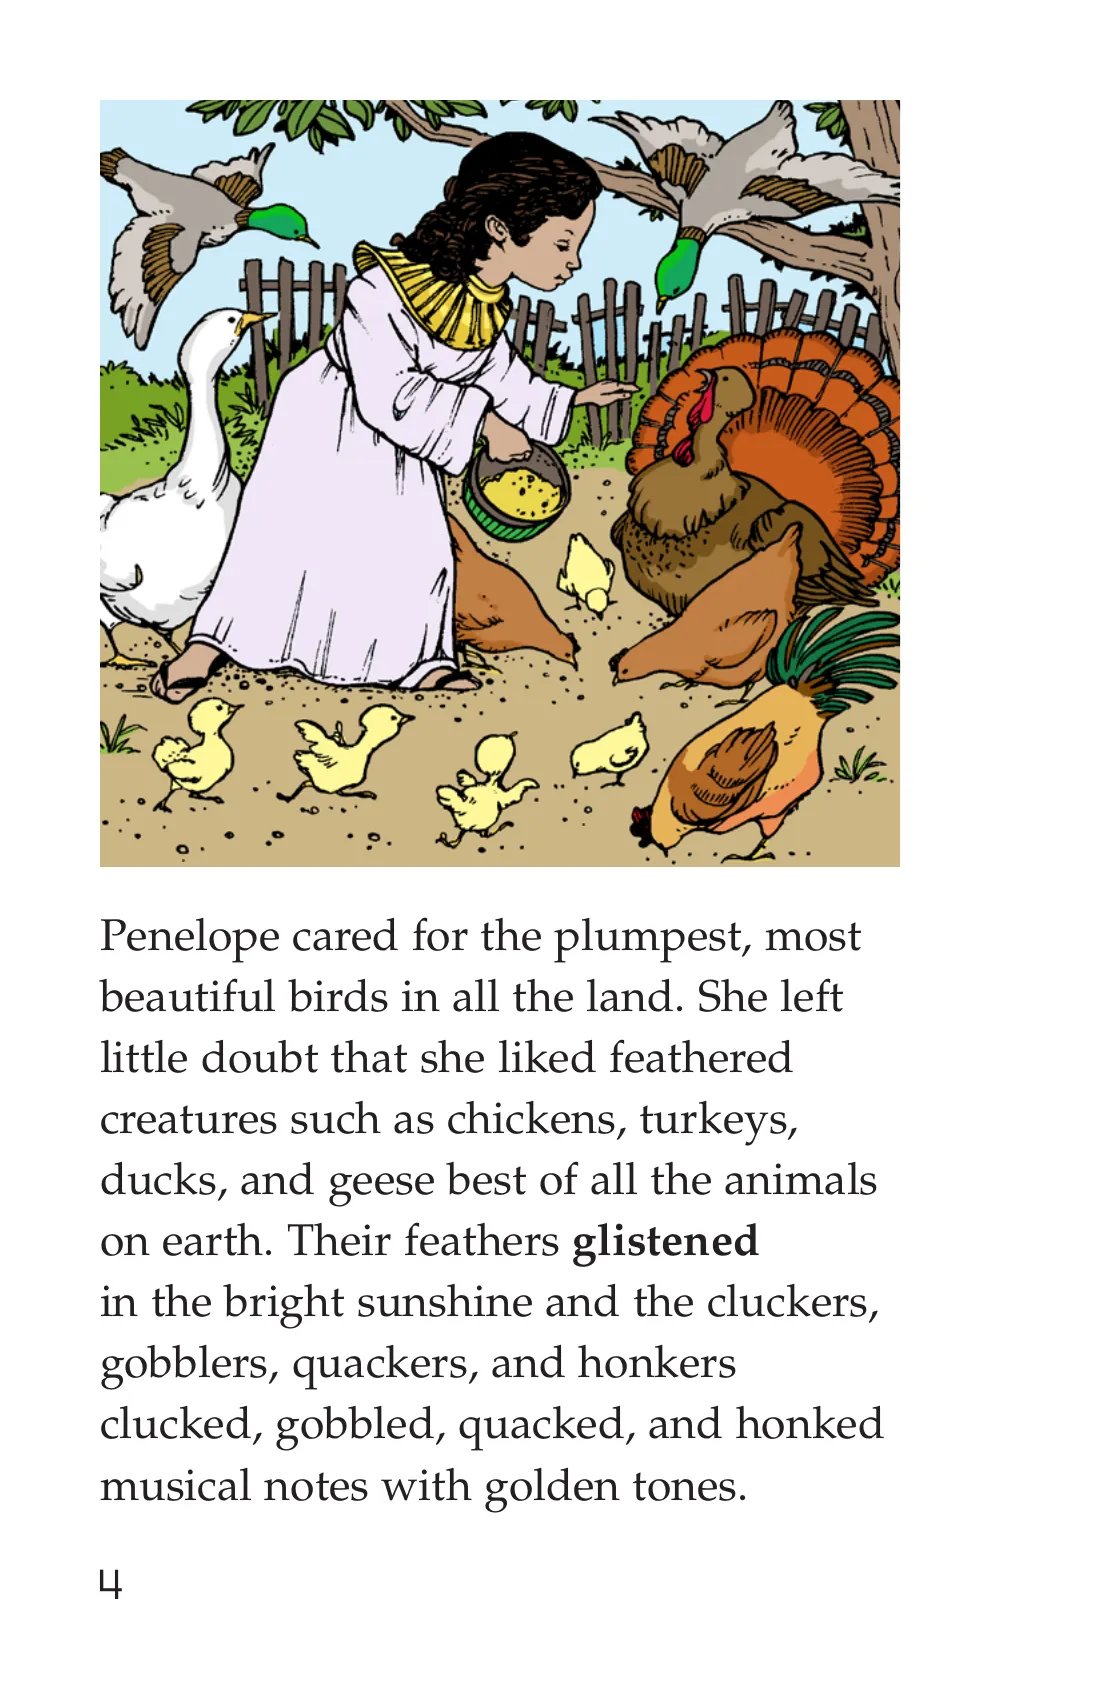 Penelope cared for the plumpest, most
beautiful birds in all the land. She left
little doubt that she liked feathered
creatures such as chickens, turkeys,
ducks, and geese best of all the animals
on earth. Their feathers glistened
in the bright sunshine and the cluckers,
gobblers, quackers, and honkers
clucked, gobbled, quacked, and honked
musical notes with golden tones.
4